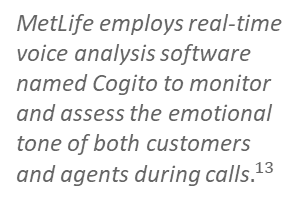 MetLife employs real-time
voice analysis software
named Cogito to monitor
and assess the emotional
tone of both customers
and agents during calls.¹³